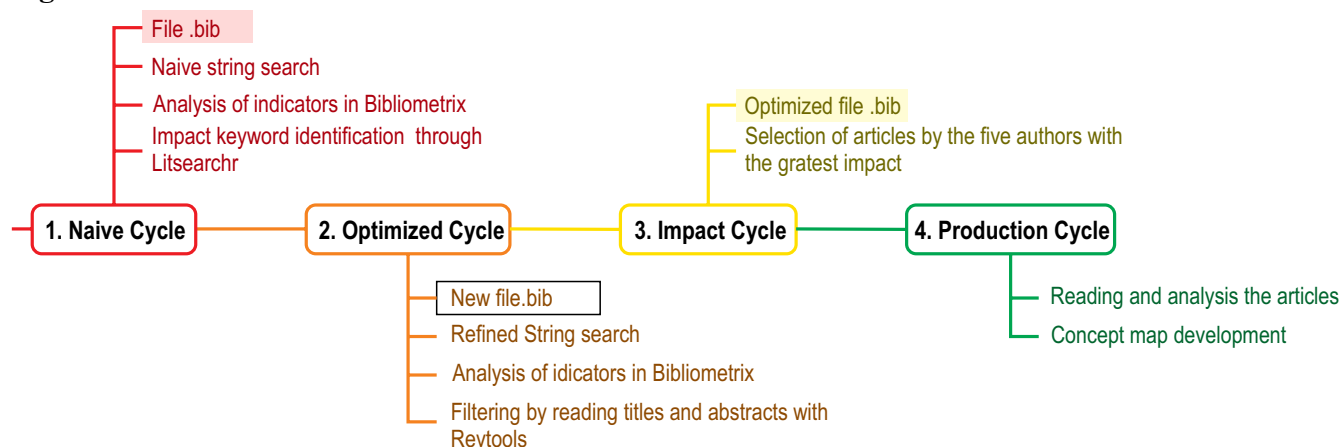 File .bib
Naive string search
Analysis of indicators in Bibliometrix
Impact keyword identification through
Litsearchr
Optimized file .bib
Selection of articles by the five authors with
the gratest impact
1. Naive Cycle
2. Optimized Cycle
3. Impact Cycle
4. Production Cycle
New file.bib
Refined String search
Analysis of idicators in Bibliometrix
Filtering by reading titles and abstracts with
Revtools
Reading and analysis the articles
Concept map development